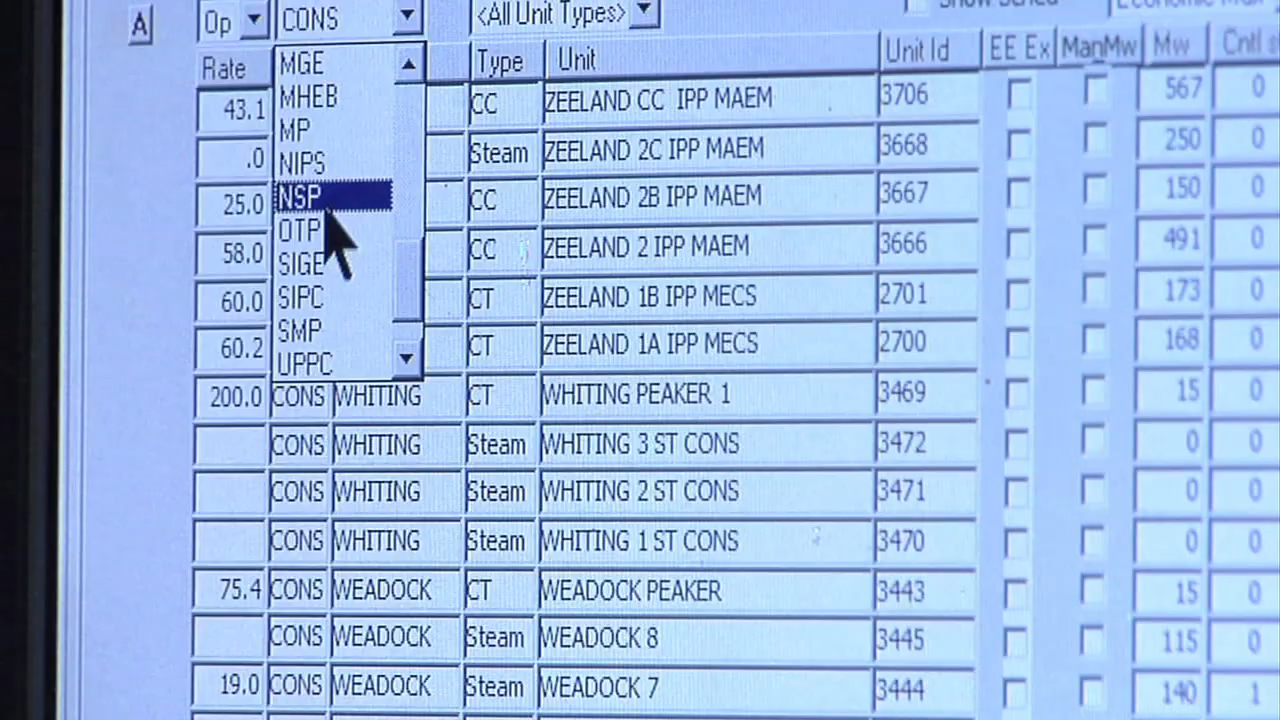 A Op CONS <All Unit Types> Show Sched Economic Max
Rate Type Unit Unit Id EE Ex ManMw Mw Cntl
MGE
MHEB
MP
NIPS
NSP
OTP
SIGE
SIPC
SMP
UPPC
43.1 CC ZEELAND CC IPP MAEM 3706 567 0
.0 Steam ZEELAND 2C IPP MAEM 3668 250 0
25.0 CC ZEELAND 2B IPP MAEM 3667 150 0
58.0 CC ZEELAND 2 IPP MAEM 3666 491 0
60.0 CT ZEELAND 1B IPP MECS 2701 173 0
60.2 CT ZEELAND 1A IPP MECS 2700 168 0
200.0 CONS WHITING CT WHITING PEAKER 1 3469 15 0
CONS WHITING Steam WHITING 3 ST CONS 3472 0 0
CONS WHITING Steam WHITING 2 ST CONS 3471 0 0
CONS WHITING Steam WHITING 1 ST CONS 3470 0 0
75.4 CONS WEADOCK CT WEADOCK PEAKER 3443 15 0
CONS WEADOCK Steam WEADOCK 8 3445 115 0
19.0 CONS WEADOCK Steam WEADOCK 7 3444 140 1